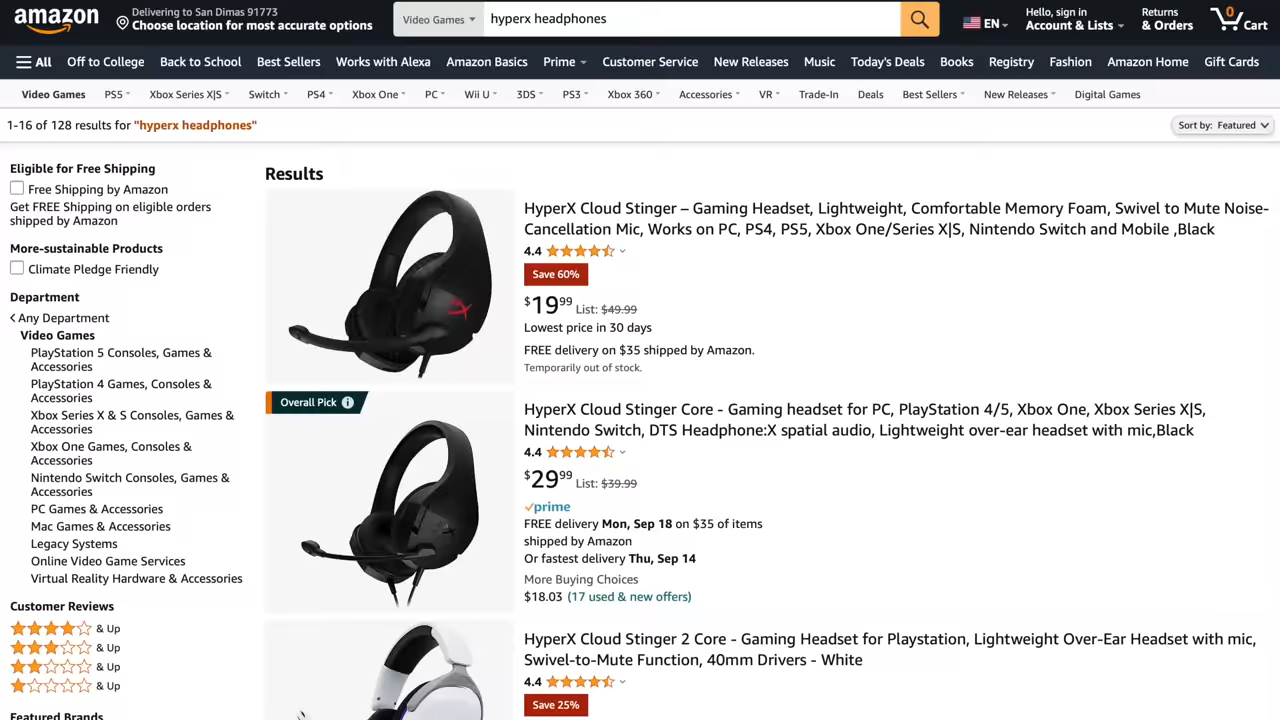 amazon
Delivering to San Dimas 91773
Choose location for most accurate options
Video Games
hyperx headphones
EN
Hello, sign in
Account & Lists
Returns
& Orders
0
Cart
All
Off to College
Back to School
Best Sellers
Works with Alexa
Amazon Basics
Prime
Customer Service
New Releases
Music
Today's Deals
Books
Registry
Fashion
Amazon Home
Gift Cards
Video Games
PS5
Xbox Series X|S
Switch
PS4
Xbox One
PC
Wii U
3DS
PS3
Xbox 360
Accessories
VR
Trade-In
Deals
Best Sellers
New Releases
Digital Games
1-16 of 128 results for "hyperx headphones"
Sort by: Featured
Eligible for Free Shipping
Free Shipping by Amazon
Get FREE Shipping on eligible orders
shipped by Amazon
More-sustainable Products
Climate Pledge Friendly
Department
Any Department
Video Games
PlayStation 5 Consoles, Games &
Accessories
PlayStation 4 Games, Consoles &
Accessories
Xbox Series X & S Consoles, Games &
Accessories
Xbox One Games, Consoles &
Accessories
Nintendo Switch Consoles, Games &
Accessories
PC Games & Accessories
Mac Games & Accessories
Legacy Systems
Online Video Game Services
Virtual Reality Hardware & Accessories
Customer Reviews
& Up
& Up
& Up
& Up
Featured Brands
Results
HyperX Cloud Stinger – Gaming Headset, Lightweight, Comfortable Memory Foam, Swivel to Mute Noise-
Cancellation Mic, Works on PC, PS4, PS5, Xbox One/Series X|S, Nintendo Switch and Mobile ,Black
4.4
Save 60%
$19.99 List: $49.99
Lowest price in 30 days
FREE delivery on $35 shipped by Amazon.
Temporarily out of stock.
Overall Pick
HyperX Cloud Stinger Core - Gaming headset for PC, PlayStation 4/5, Xbox One, Xbox Series X|S,
Nintendo Switch, DTS Headphone:X spatial audio, Lightweight over-ear headset with mic,Black
4.4
$29.99 List: $39.99
prime
FREE delivery Mon, Sep 18 on $35 of items
shipped by Amazon
Or fastest delivery Thu, Sep 14
More Buying Choices
$18.03 (17 used & new offers)
HyperX Cloud Stinger 2 Core - Gaming Headset for Playstation, Lightweight Over-Ear Headset with mic,
Swivel-to-Mute Function, 40mm Drivers - White
4.4
Save 25%